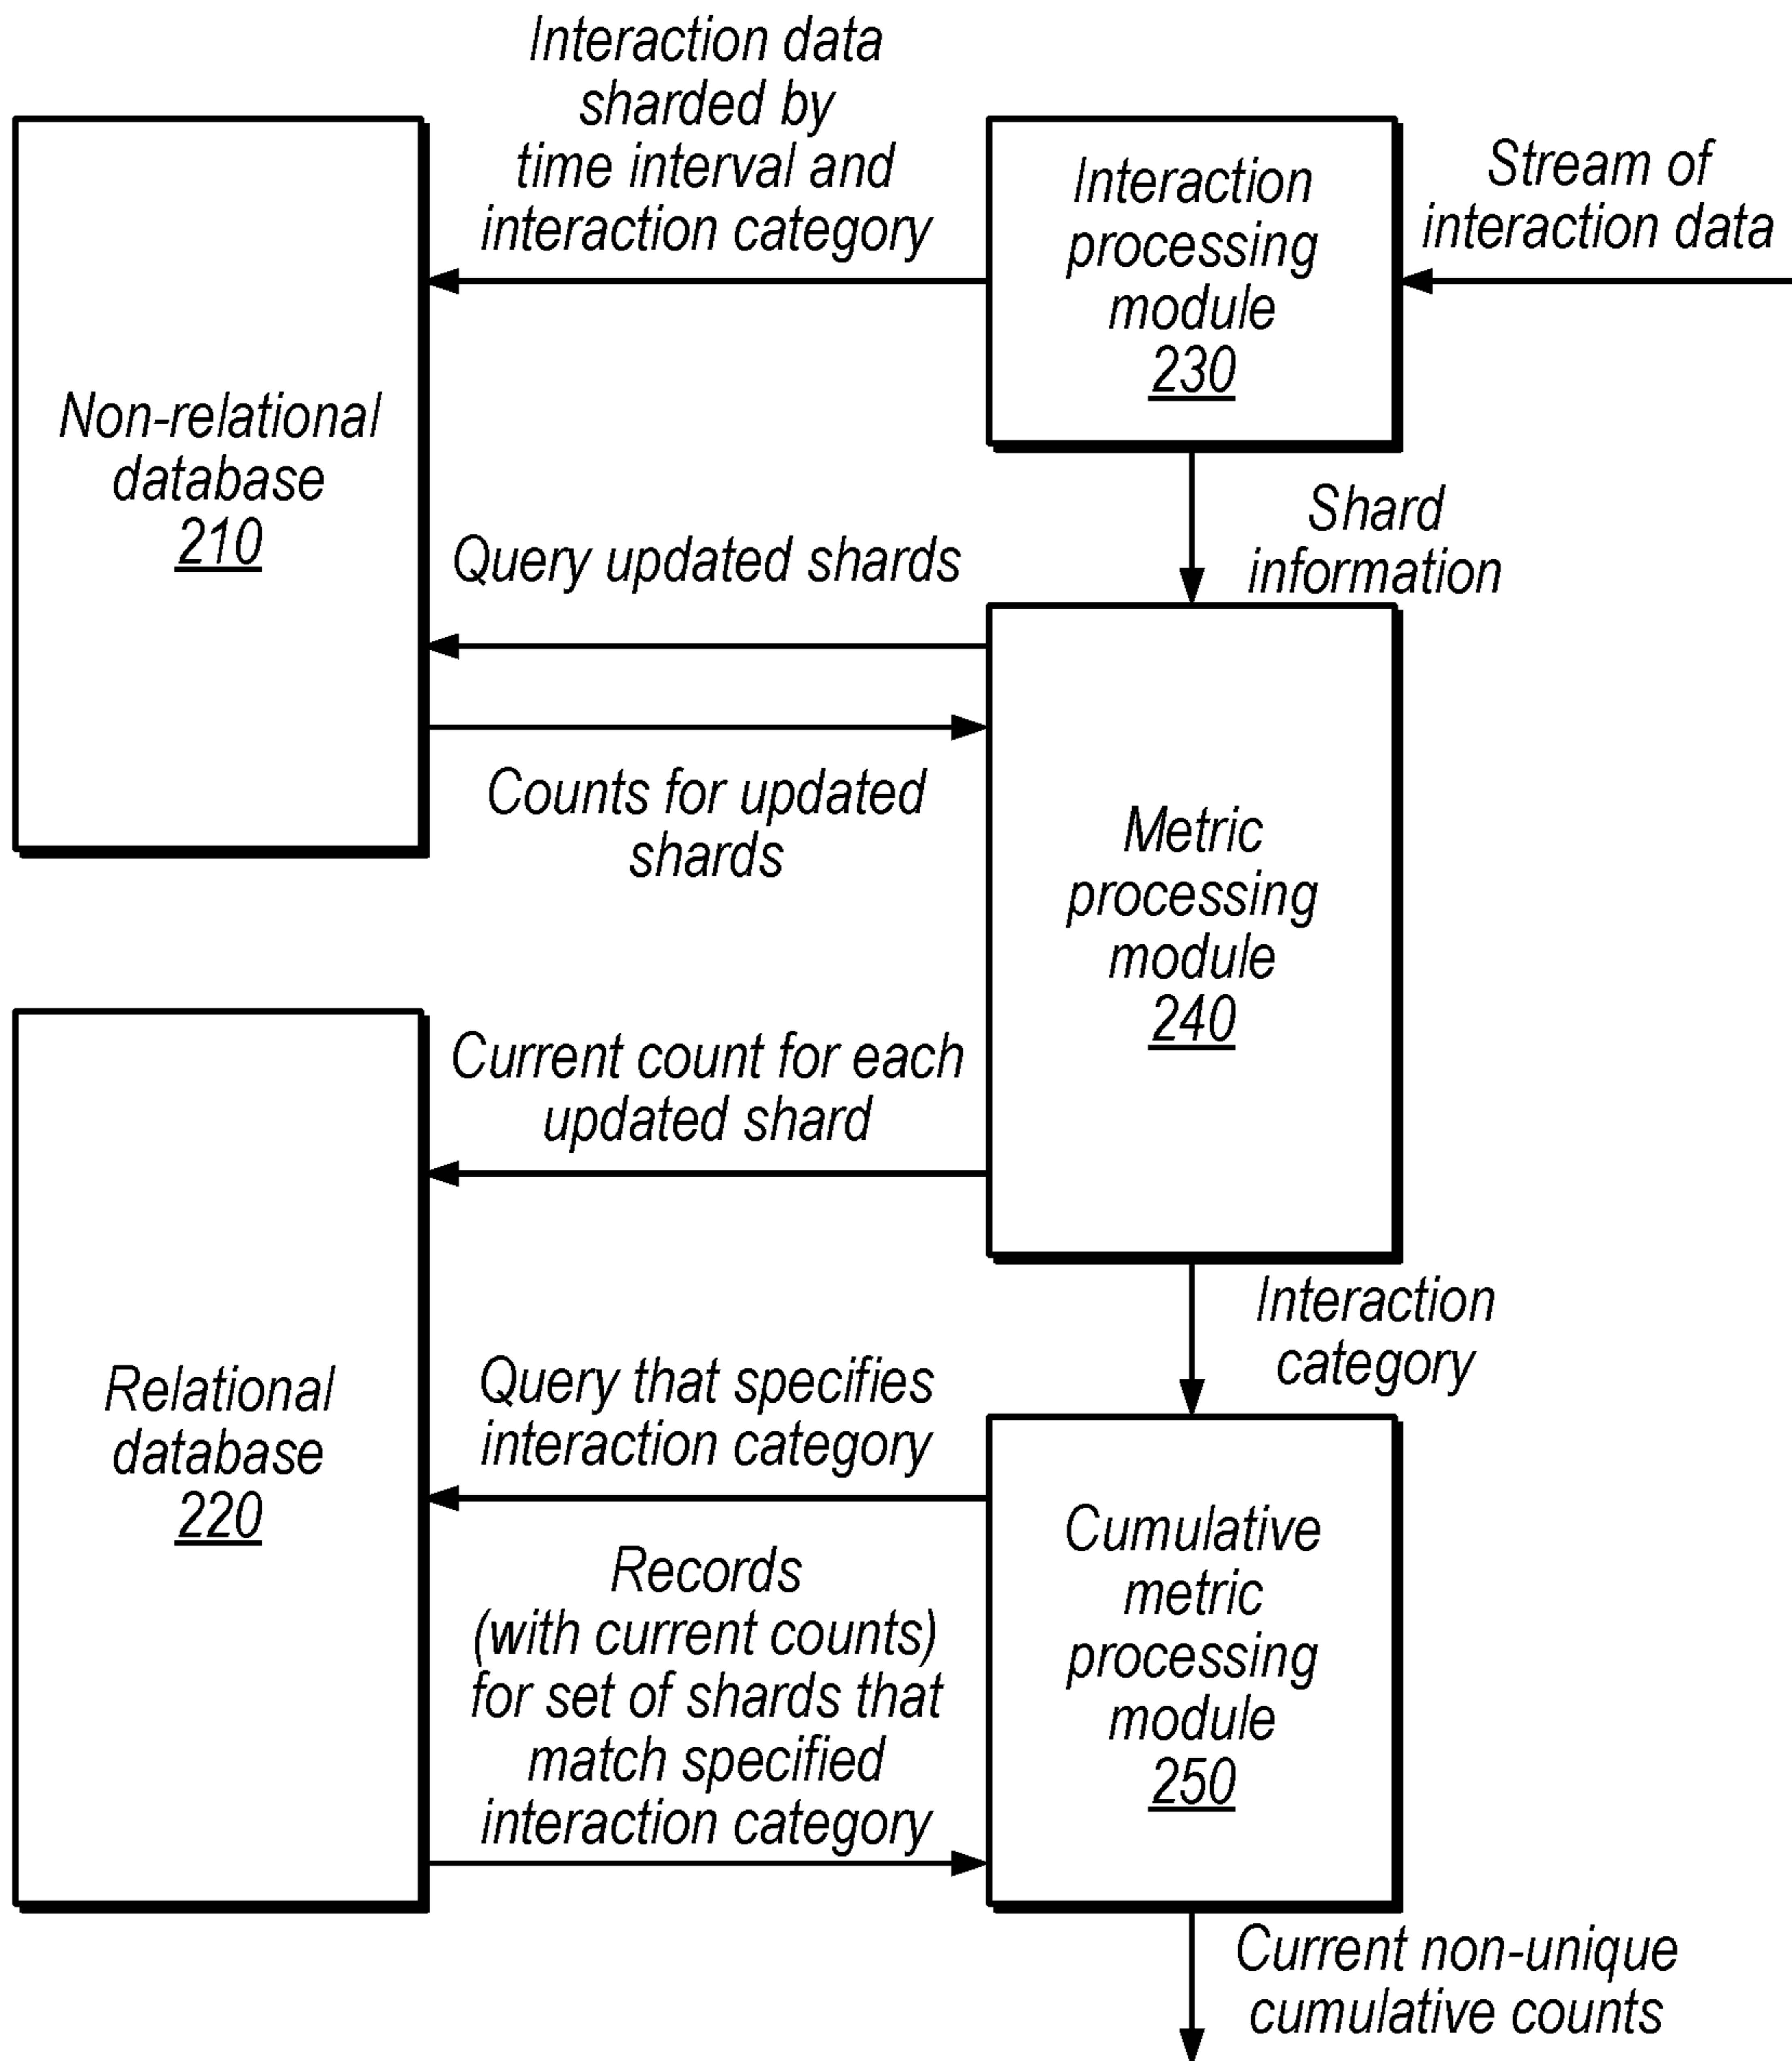 Interaction data
sharded by
time interval and
interaction category
Interaction
processing
module
230
Stream of
interaction data
Non-relational
database
210
Shard
information
Query updated shards
Counts for updated
shards
Metric
processing
module
240
Current count for each
updated shard
Interaction
category
Relational
database
220
Query that specifies
interaction category
Cumulative
metric
processing
module
250
Records
(with current counts)
for set of shards that
match specified
interaction category
Current non-unique
cumulative counts